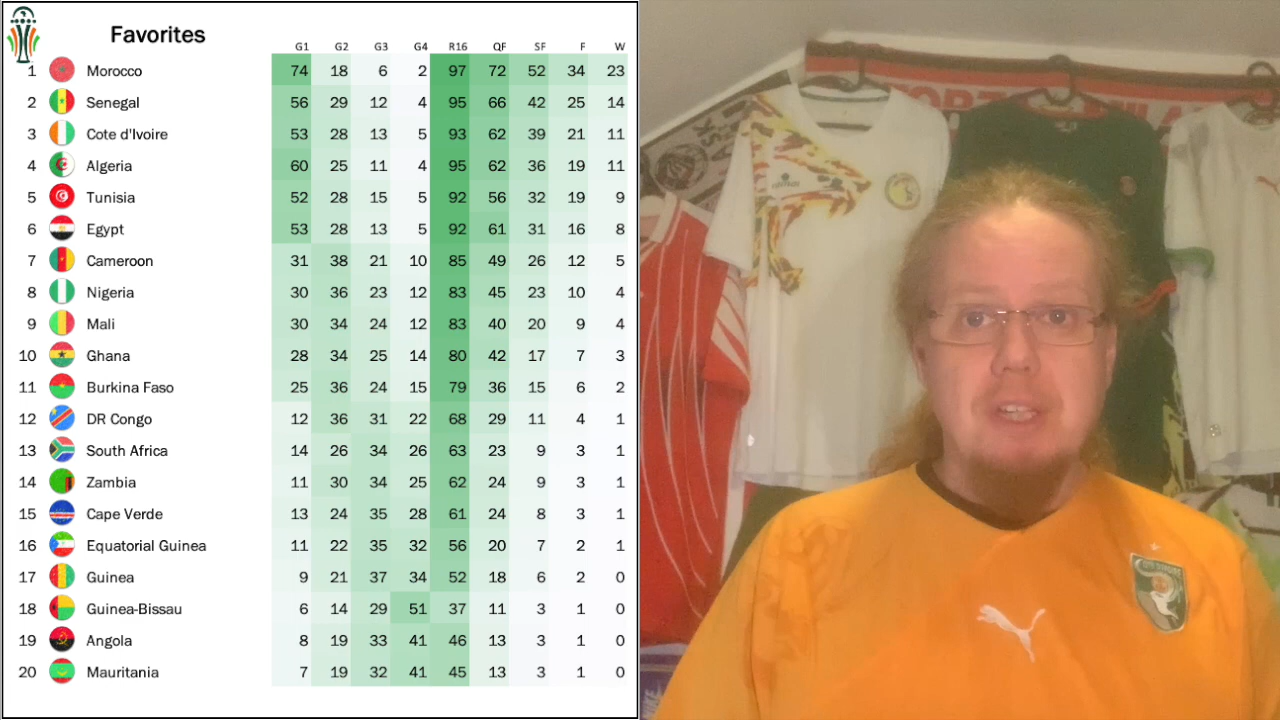 Favorites
G1 G2 G3 G4 R16 QF SF F W
1 Morocco 74 18 6 2 97 72 52 34 23
2 Senegal 56 29 12 4 95 66 42 25 14
3 Cote d'Ivoire 53 28 13 5 93 62 39 21 11
4 Algeria 60 25 11 4 95 62 36 19 11
5 Tunisia 52 28 15 5 92 56 32 19 9
6 Egypt 53 28 13 5 92 61 31 16 8
7 Cameroon 31 38 21 10 85 49 26 12 5
8 Nigeria 30 36 23 12 83 45 23 10 4
9 Mali 30 34 24 12 83 40 20 9 4
10 Ghana 28 34 25 14 80 42 17 7 3
11 Burkina Faso 25 36 24 15 79 36 15 6 2
12 DR Congo 12 36 31 22 68 29 11 4 1
13 South Africa 14 26 34 26 63 23 9 3 1
14 Zambia 11 30 34 25 62 24 9 3 1
15 Cape Verde 13 24 35 28 61 24 8 3 1
16 Equatorial Guinea 11 22 35 32 56 20 7 2 1
17 Guinea 9 21 37 34 52 18 6 2 0
18 Guinea-Bissau 6 14 29 51 37 11 3 1 0
19 Angola 8 19 33 41 46 13 3 1 0
20 Mauritania 7 19 32 41 45 13 3 1 0